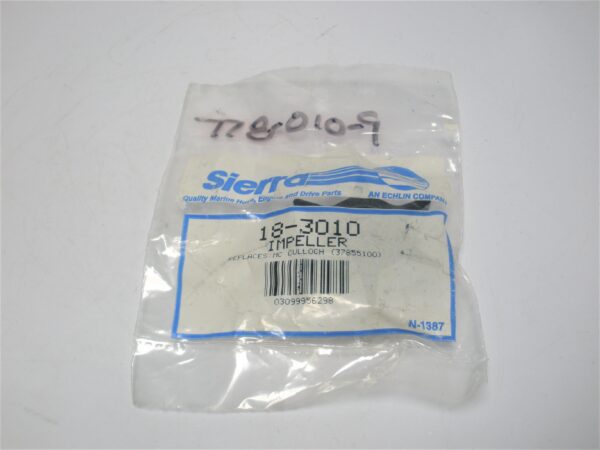 778-010-9
Sierra
Quality Marine Engine and Drive Parts
AN ECHLIN COMPANY
18-3010
IMPELLER
REPLACES MC CULLOCH (37855100)
03099956298
N-1387